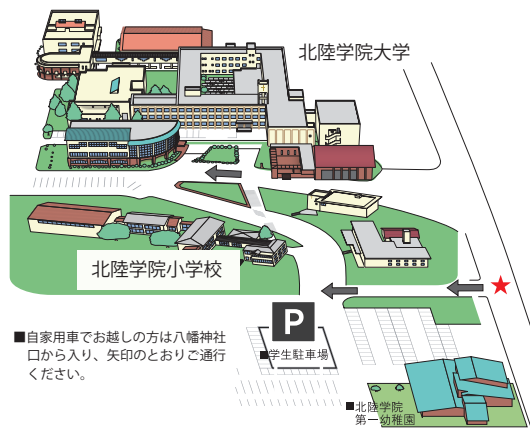 北陸学院大学
北陸学院小学校
P
■学生駐車場
■自家用車でお越しの方は八幡神社
口から入り、矢印のとおりご通行
ください。
■北陸学院
第一幼稚園